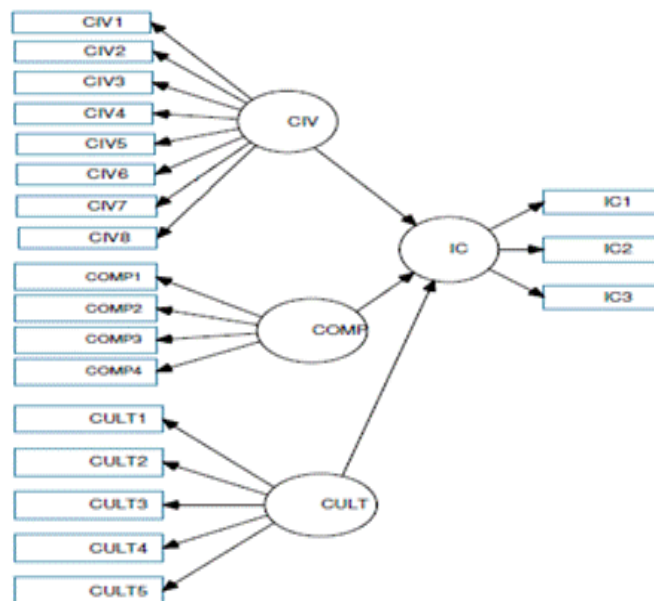 CIV1
CIV2
CIV3
CIV4
CIV5
CIV6
CIV7
CIV8
CIV
COMP1
COMP2
COMP3
COMP4
COMP
CULT1
CULT2
CULT3
CULT4
CULT5
CULT
IC
IC1
IC2
IC3